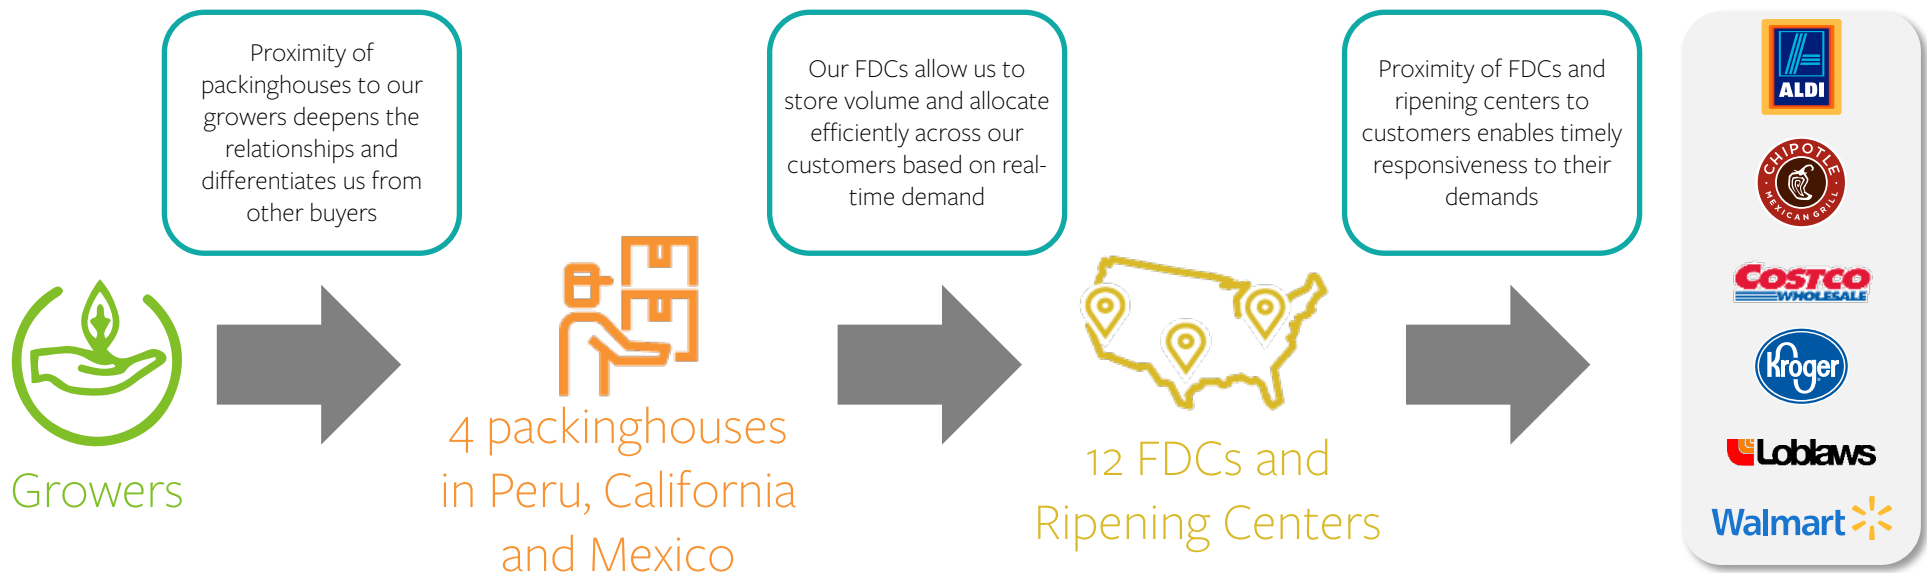 Proximity of
packinghouses to our
growers deepens the
relationships and
differentiates us from
other buyers
Our FDCs allow us to
store volume and allocate
efficiently across our
customers based on real-
time demand
Proximity of FDCs and
ripening centers to
customers enables timely
responsiveness to their
demands
Growers
4 packinghouses
in Peru, California
and Mexico
12 FDCs and
Ripening Centers
ALDI
CHIPOTLE
MEXICAN GRILL
COSTCO
WHOLESALE
Kroger
Loblaws
Walmart